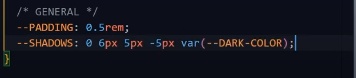 /* GENERAL */
--PADDING: 0.5rem;
--SHADOWS: 0 6px 5px -5px var(--DARK-COLOR);
}